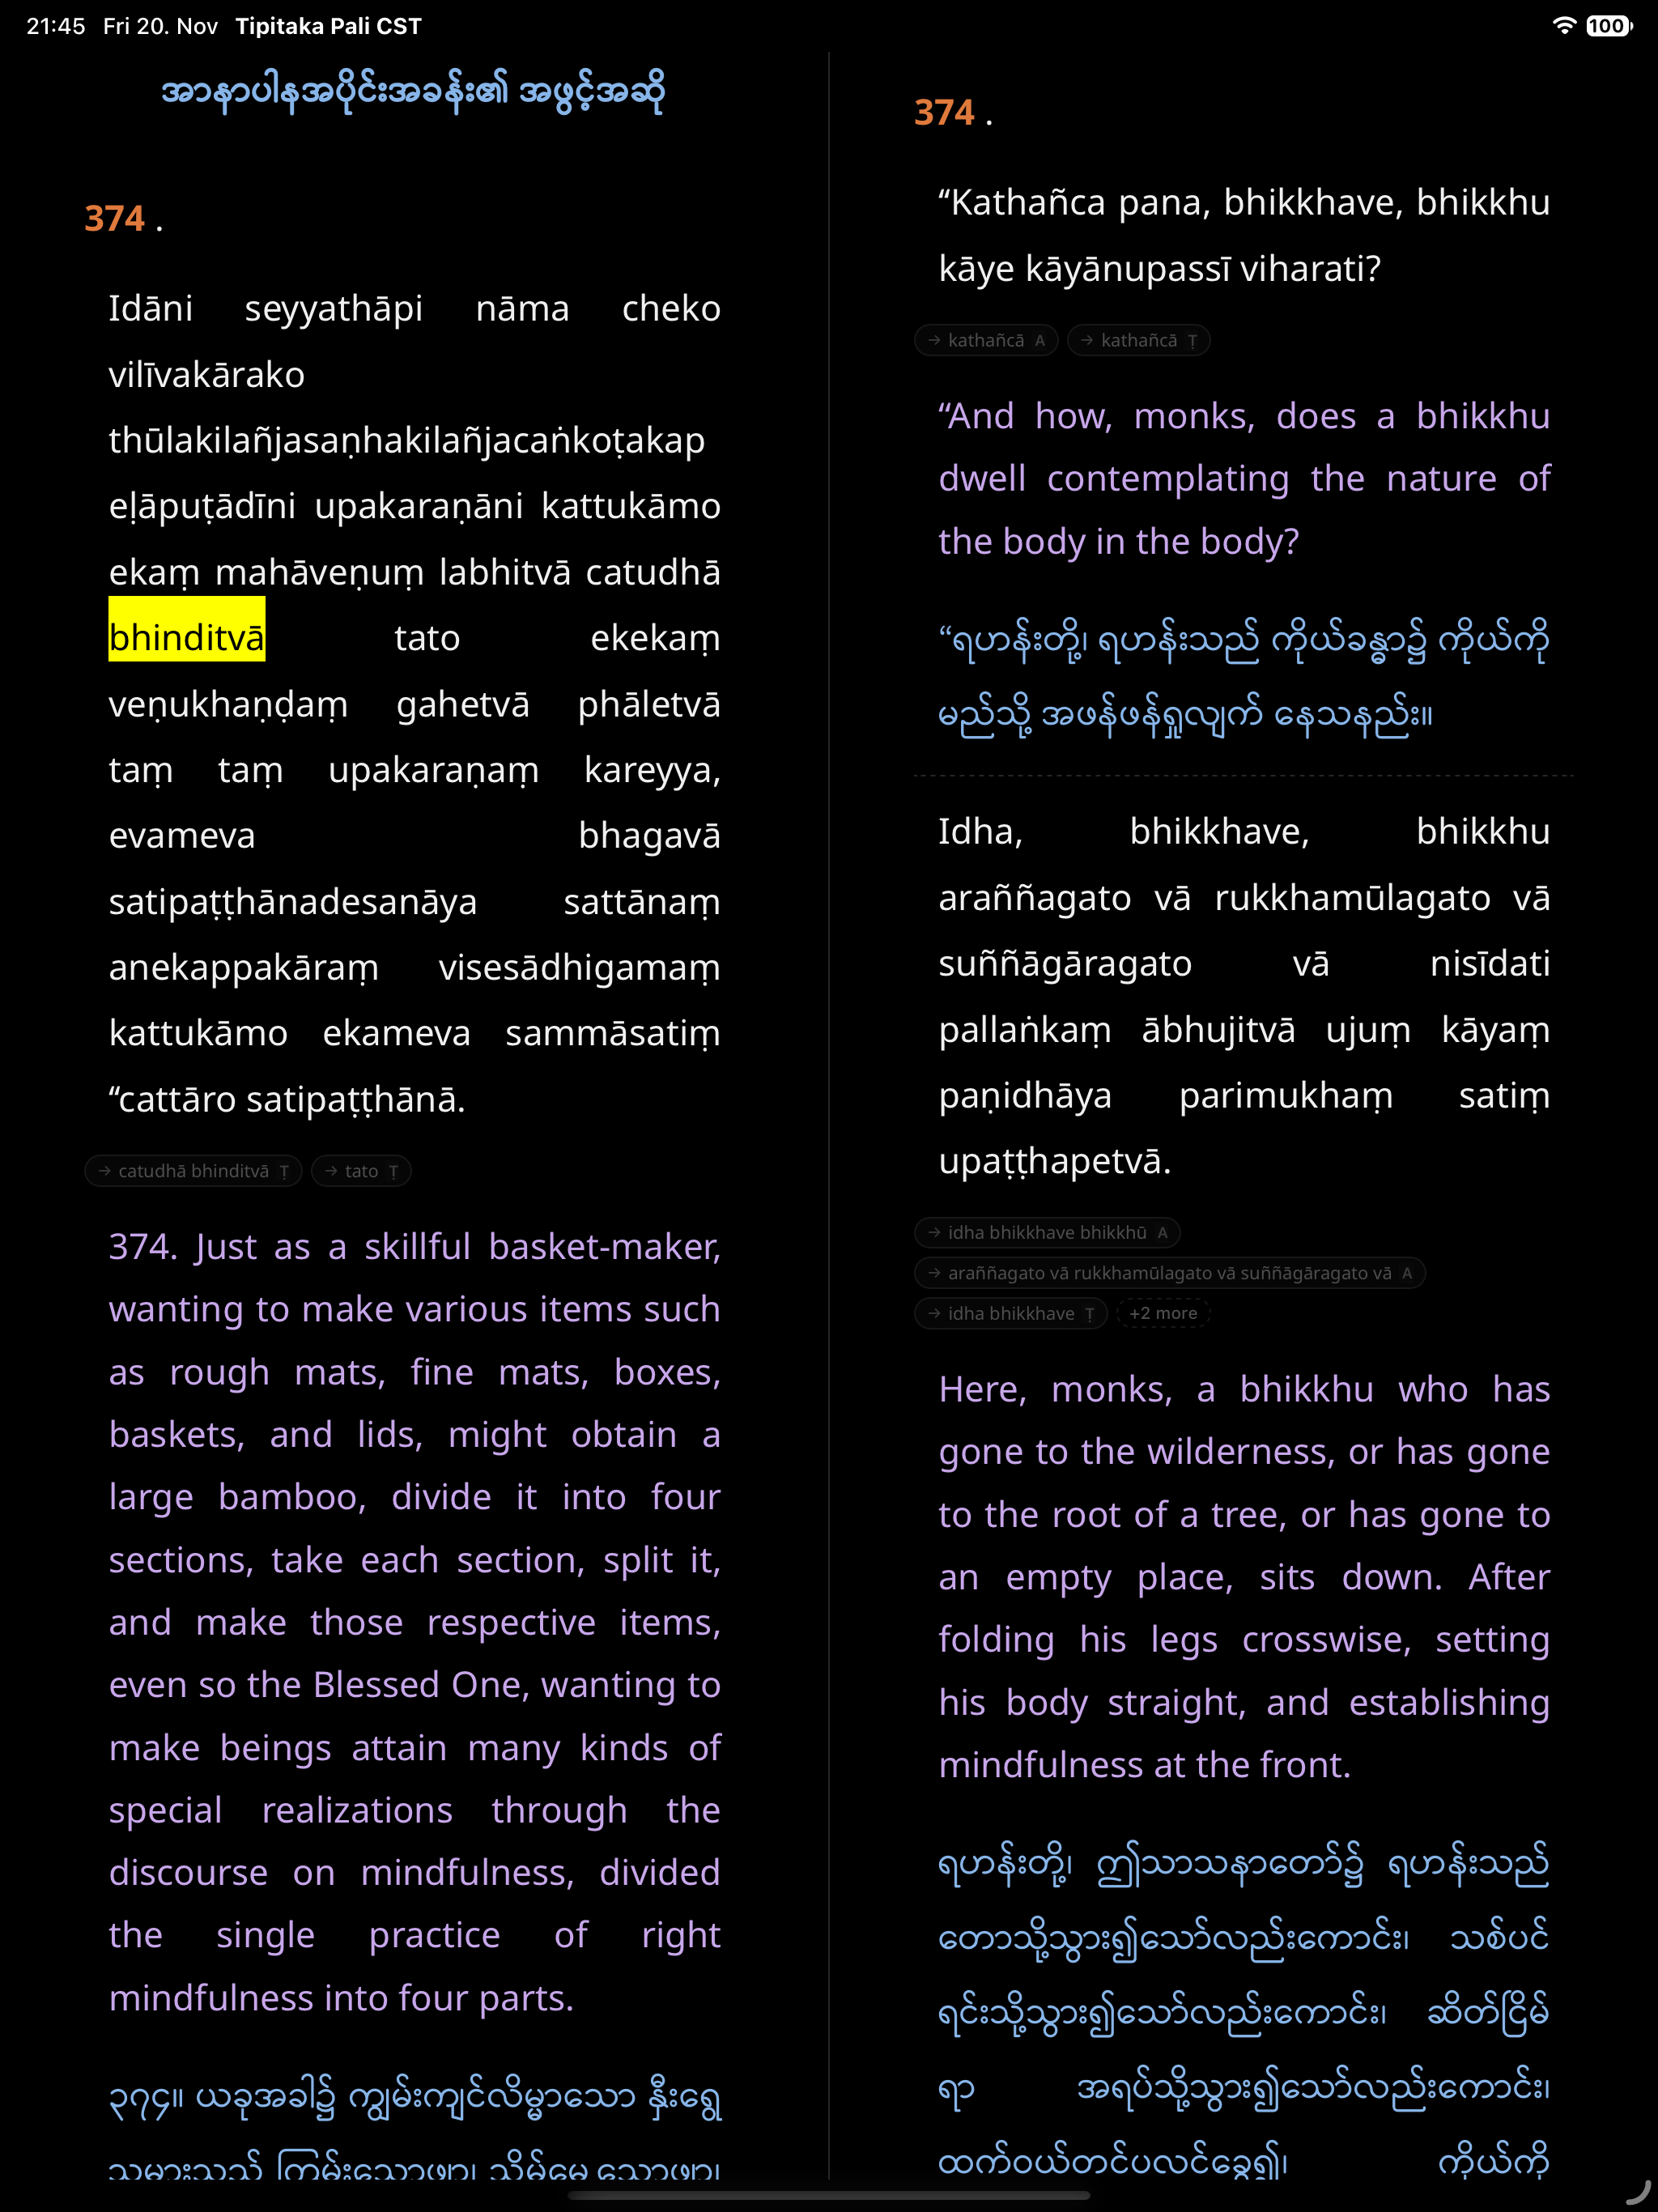 21:45 Fri 20. Nov Tipitaka Pali CST
100
အာနာပါနအပိုင်းအခန်း၏ အဖွင့်အဆို
374 .
Idāni seyyathāpi nāma cheko
vilīvakārako
thūlakilañjasaṇhakilañjacaṅkoṭakap
eḷāpuṭādīni upakaraṇāni kattukāmo
ekaṃ mahāveṇuṃ labhitvā catudhā
bhinditvā tato ekekaṃ
veṇukhaṇḍaṃ gahetvā phāletvā
taṃ taṃ upakaraṇaṃ kareyya,
evameva bhagavā
satipaṭṭhānadesanāya sattānaṃ
anekappakāraṃ visesādhigamaṃ
kattukāmo ekameva sammāsatiṃ
“cattāro satipaṭṭhānā.
→ catudhā bhinditvā Ṭ → tato Ṭ
374. Just as a skillful basket-maker,
wanting to make various items such
as rough mats, fine mats, boxes,
baskets, and lids, might obtain a
large bamboo, divide it into four
sections, take each section, split it,
and make those respective items,
even so the Blessed One, wanting to
make beings attain many kinds of
special realizations through the
discourse on mindfulness, divided
the single practice of right
mindfulness into four parts.
၃၇၄။ ယခုအခါ၌ ကျွမ်းကျင်လိမ္မာသော နှီးရွေ
သမားသည် ကြမ်းသောဖျာ၊ သိမ်မွေ့သောဖျာ၊
374 .
“Kathañca pana, bhikkhave, bhikkhu
kāye kāyānupassī viharati?
→ kathañcā A → kathañcā Ṭ
“And how, monks, does a bhikkhu
dwell contemplating the nature of
the body in the body?
“ရဟန်းတို့၊ ရဟန်းသည် ကိုယ်ခန္ဓာ၌ ကိုယ်ကို
မည်သို့ အဖန်ဖန်ရှုလျက် နေသနည်း။
Idha, bhikkhave, bhikkhu
araññagato vā rukkhamūlagato vā
suññāgāragato vā nisīdati
pallaṅkaṃ ābhujitvā ujuṃ kāyaṃ
paṇidhāya parimukhaṃ satiṃ
upaṭṭhapetvā.
→ idha bhikkhave bhikkhū A
→ araññagato vā rukkhamūlagato vā suññāgāragato vā A
→ idha bhikkhave Ṭ +2 more
Here, monks, a bhikkhu who has
gone to the wilderness, or has gone
to the root of a tree, or has gone to
an empty place, sits down. After
folding his legs crosswise, setting
his body straight, and establishing
mindfulness at the front.
ရဟန်းတို့၊ ဤသာသနာတော်၌ ရဟန်းသည်
တောသို့သွား၍သော်လည်းကောင်း၊ သစ်ပင်
ရင်းသို့သွား၍သော်လည်းကောင်း၊ ဆိတ်ငြိမ်
ရာ အရပ်သို့သွား၍သော်လည်းကောင်း၊
ထက်ဝယ်တင်ပလင်ခွေ၍၊ ကိုယ်ကို